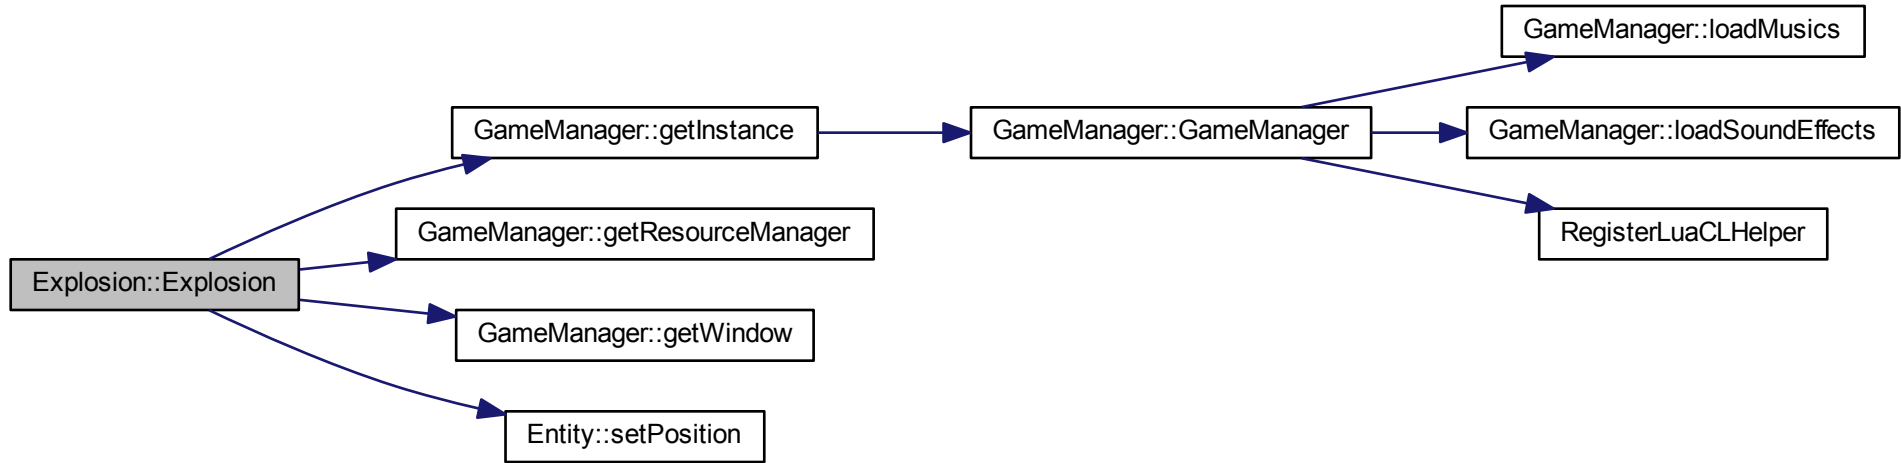 GameManager::loadMusics
GameManager::getInstance
GameManager::GameManager
GameManager::loadSoundEffects
GameManager::getResourceManager
RegisterLuaCLHelper
Explosion::Explosion
GameManager::getWindow
Entity::setPosition